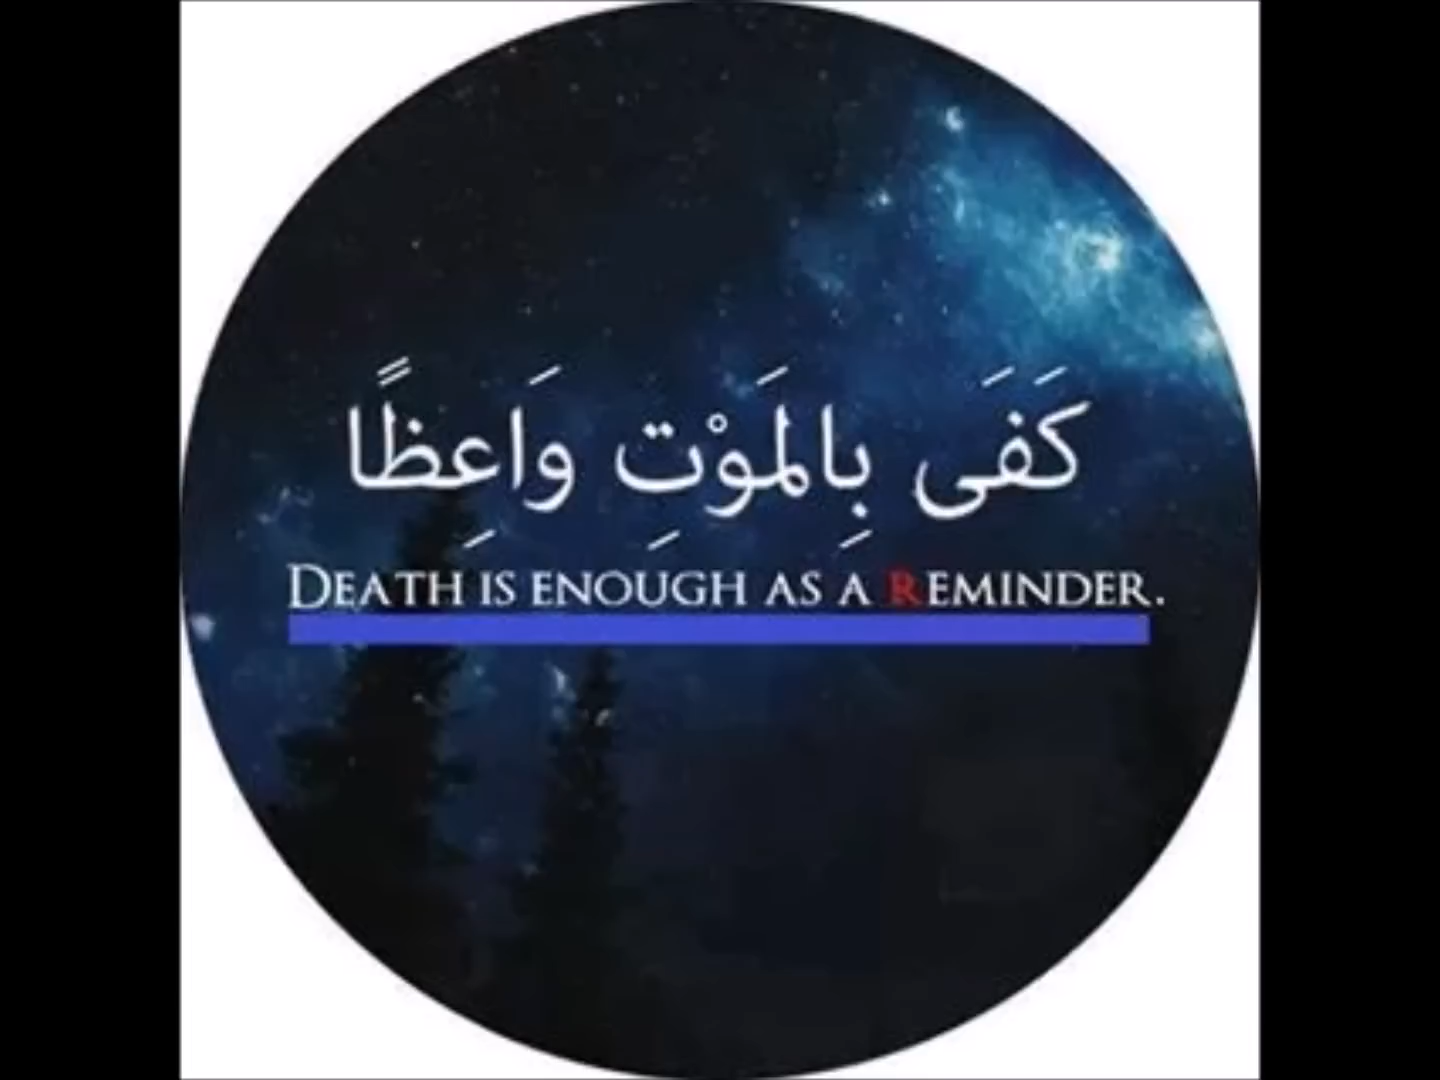 كَفَى بِالمَوْتِ وَاعِظًا
DEATH IS ENOUGH AS A REMINDER.